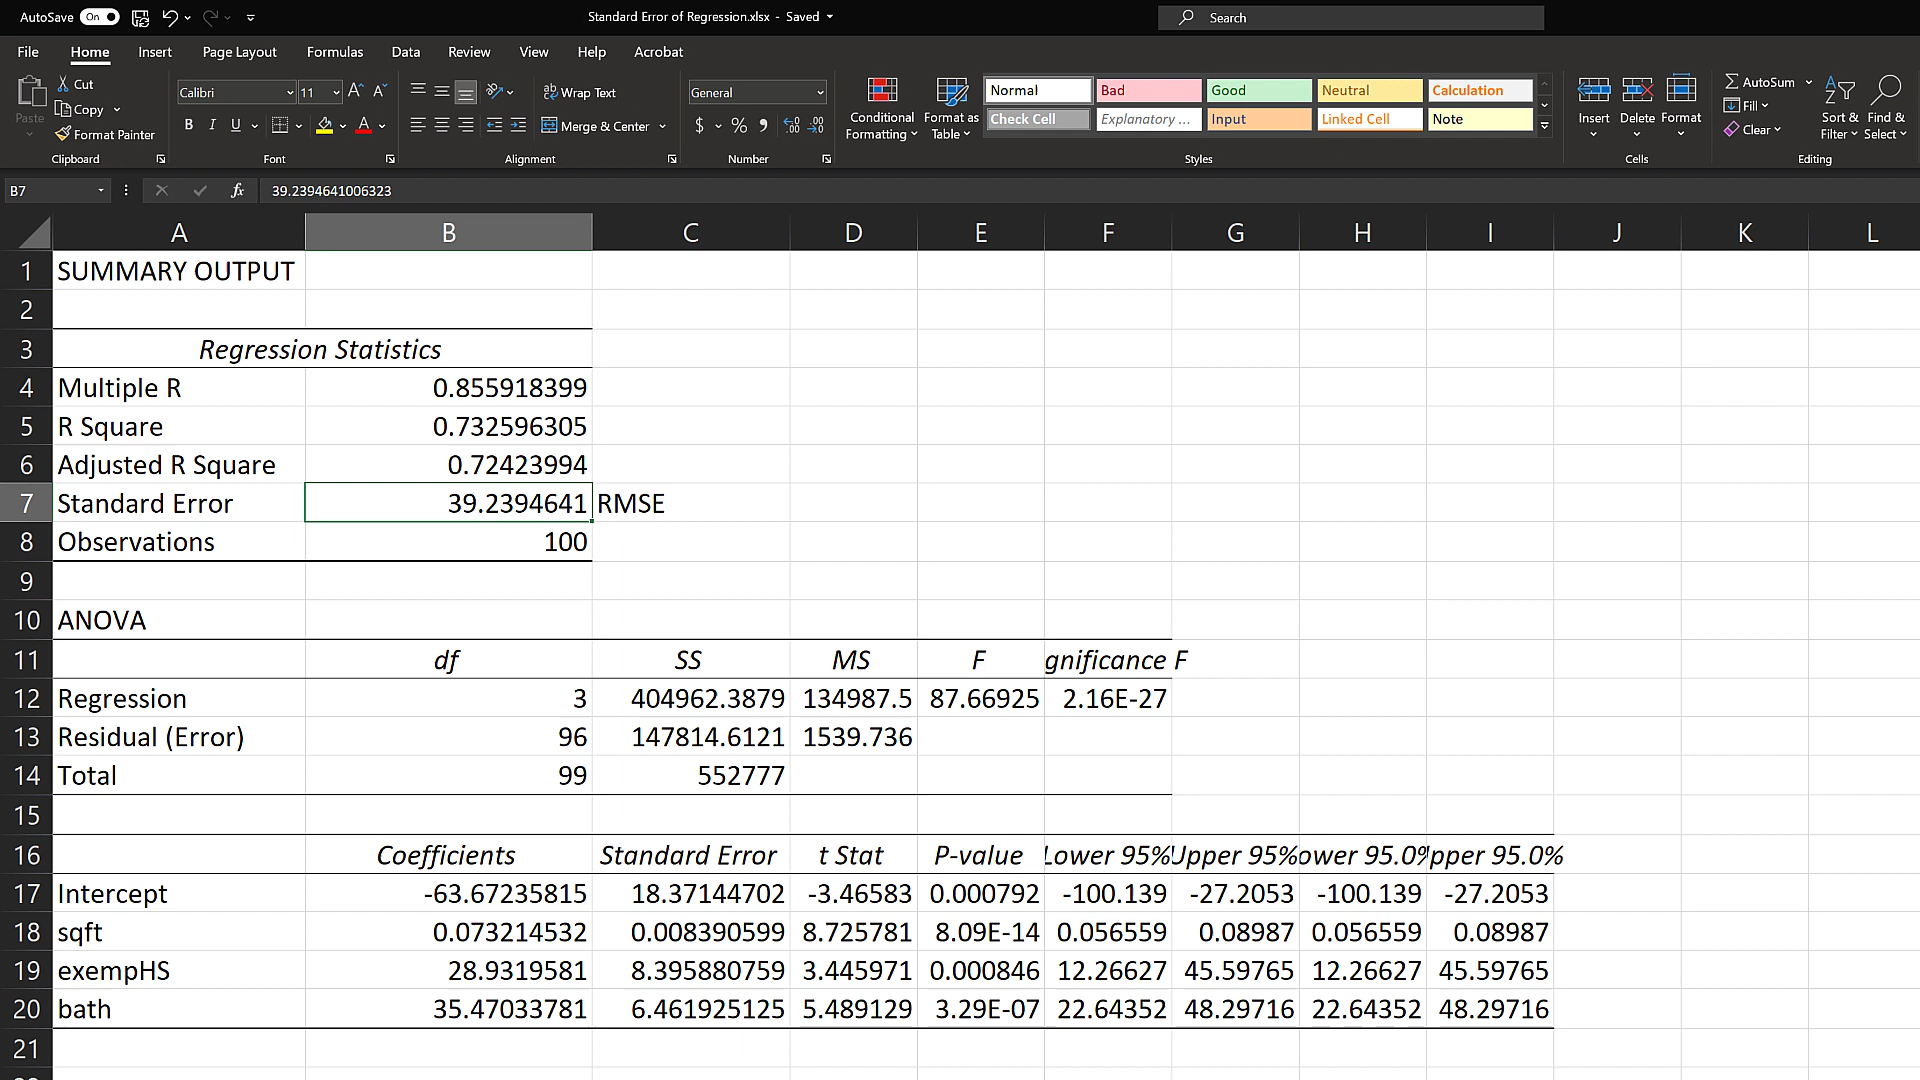 AutoSave On Standard Error of Regression.xlsx - Saved Search
File Home Insert Page Layout Formulas Data Review View Help Acrobat
Paste Cut Copy Format Painter Clipboard
Calibri 11 A A B I U A Font
Wrap Text Merge & Center Alignment
General $ % Number
Conditional Formatting Format as Table
Normal Bad Good Neutral Calculation
Check Cell Explanatory ... Input Linked Cell Note
Styles
Insert Delete Format Cells
AutoSum Fill Clear Sort & Filter Find & Select Editing
B7 fx 39.2394641006323
A B C D E F G H I J K L
1 SUMMARY OUTPUT
2
3 Regression Statistics
4 Multiple R 0.855918399
5 R Square 0.732596305
6 Adjusted R Square 0.72423994
7 Standard Error 39.2394641 RMSE
8 Observations 100
9
10 ANOVA
11 df SS MS F gnificance F
12 Regression 3 404962.3879 134987.5 87.66925 2.16E-27
13 Residual (Error) 96 147814.6121 1539.736
14 Total 99 552777
15
16 Coefficients Standard Error t Stat P-value Lower 95% Upper 95% ower 95.0% pper 95.0%
17 Intercept -63.67235815 18.37144702 -3.46583 0.000792 -100.139 -27.2053 -100.139 -27.2053
18 sqft 0.073214532 0.008390599 8.725781 8.09E-14 0.056559 0.08987 0.056559 0.08987
19 exempHS 28.9319581 8.395880759 3.445971 0.000846 12.26627 45.59765 12.26627 45.59765
20 bath 35.47033781 6.461925125 5.489129 3.29E-07 22.64352 48.29716 22.64352 48.29716
21